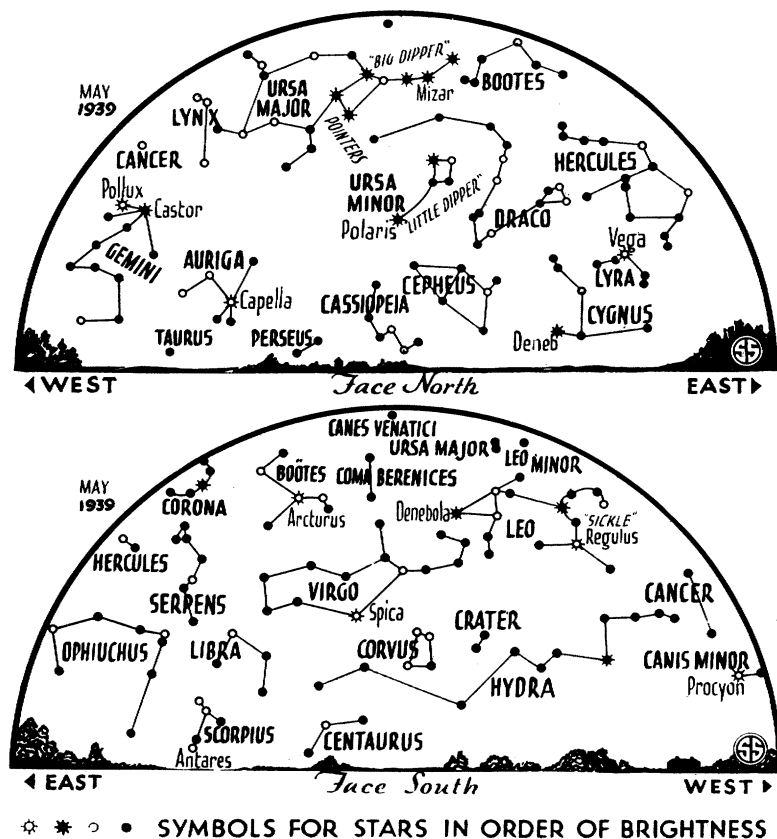 "BIG DIPPER"
BOOTES
MAY
1939
URSA
MAJOR
Mizar
LYNX
POINTERS
CANCER
HERCULES
Pollux
URSA
MINOR
Castor
"LITTLE DIPPER"
DRACO
Polaris
GEMINI
Vega
AURIGA
LYRA
CEPHEUS
Capella
CASSIOPEIA
CYGNUS
TAURUS
PERSEUS
Deneb
SS
◄WEST Face North EAST►
CANES VENATICI
URSA MAJOR
LEO MINOR
BOÖTES
COMA BERENICES
MAY
1939
CORONA
Arcturus
Denebola
LEO
"SICKLE"
Regulus
HERCULES
VIRGO
CANCER
SERPENS
Spica
CRATER
OPHIUCHUS
LIBRA
CORVUS
CANIS MINOR
HYDRA
Procyon
SCORPIUS
CENTAURUS
Antares
SS
◄ EAST Face South WEST►
SYMBOLS FOR STARS IN ORDER OF BRIGHTNESS